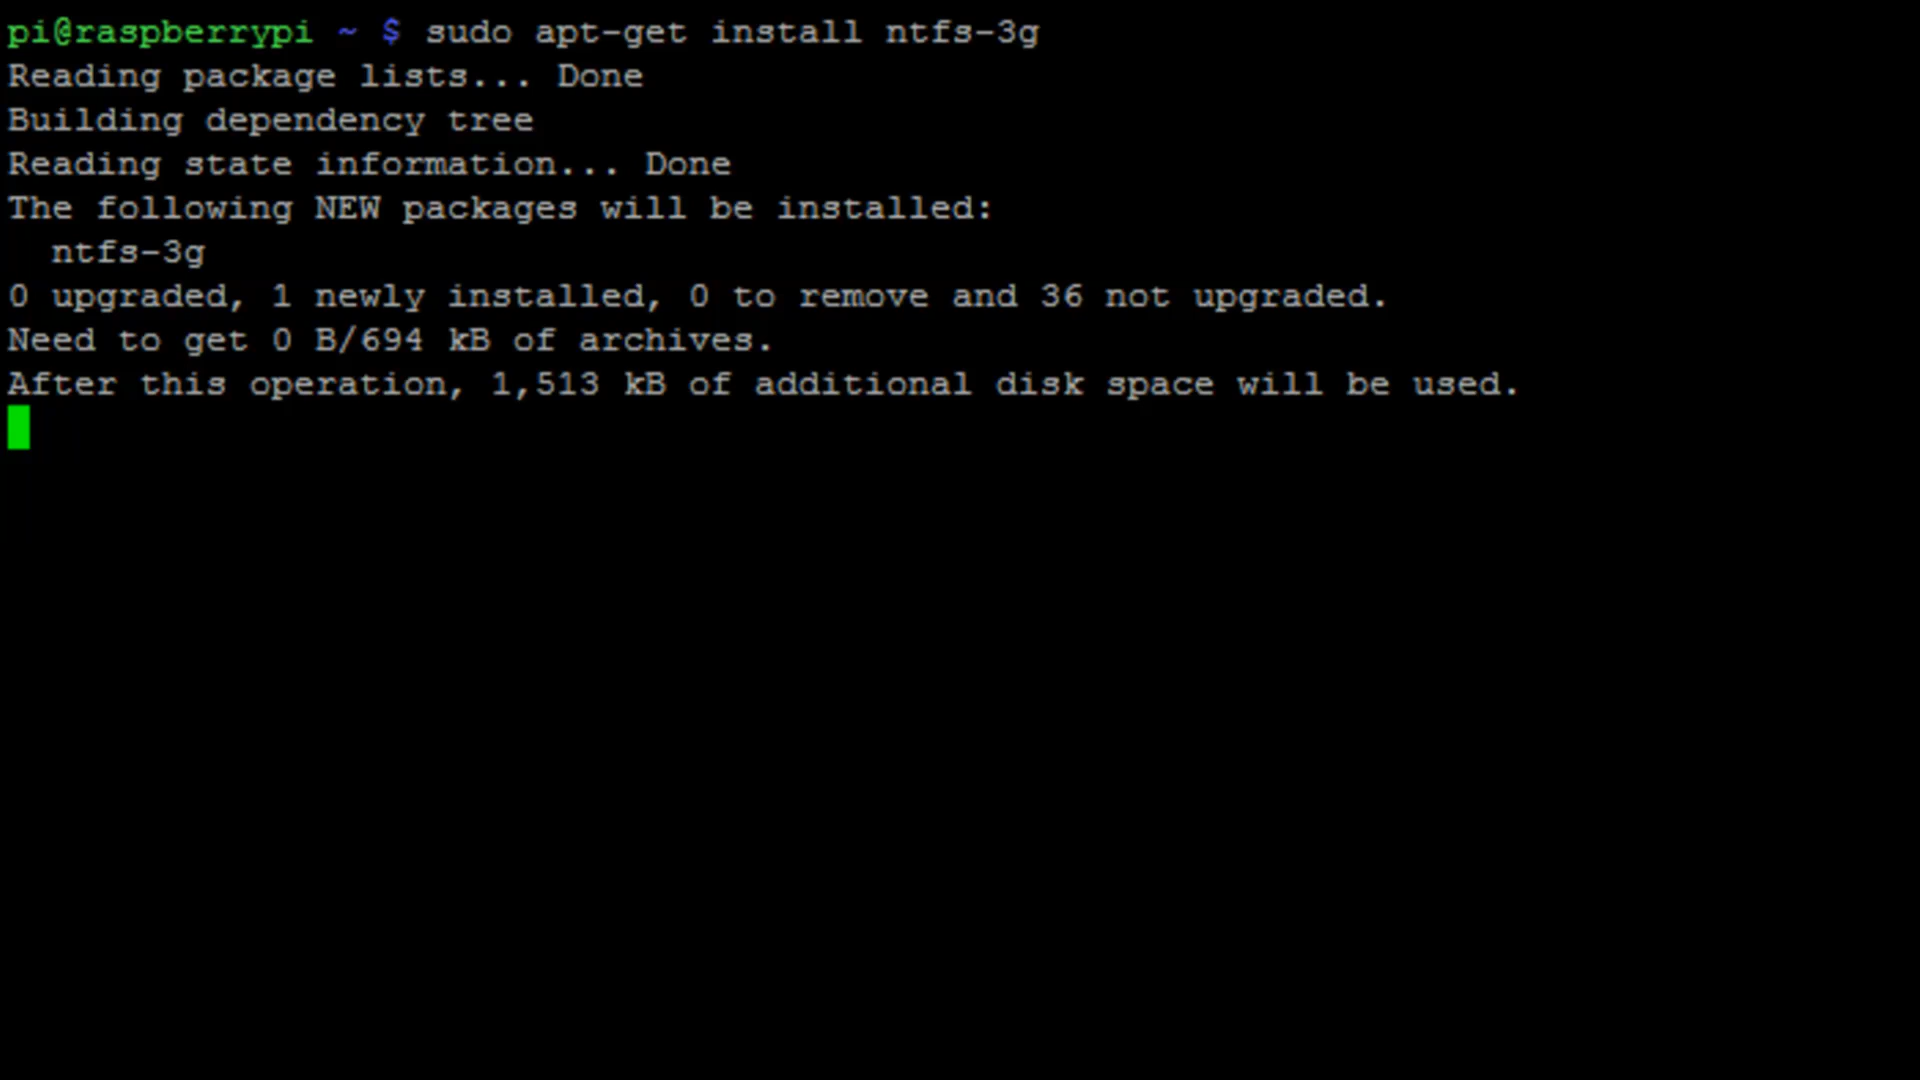 pi@raspberrypi ~ $ sudo apt-get install ntfs-3g
Reading package lists... Done
Building dependency tree
Reading state information... Done
The following NEW packages will be installed:
  ntfs-3g
0 upgraded, 1 newly installed, 0 to remove and 36 not upgraded.
Need to get 0 B/694 kB of archives.
After this operation, 1,513 kB of additional disk space will be used.